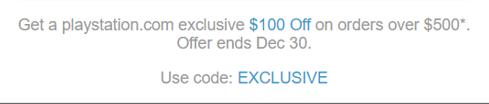 Get a playstation.com exclusive $100 Off on orders over $500*.
Offer ends Dec 30.
Use code: EXCLUSIVE